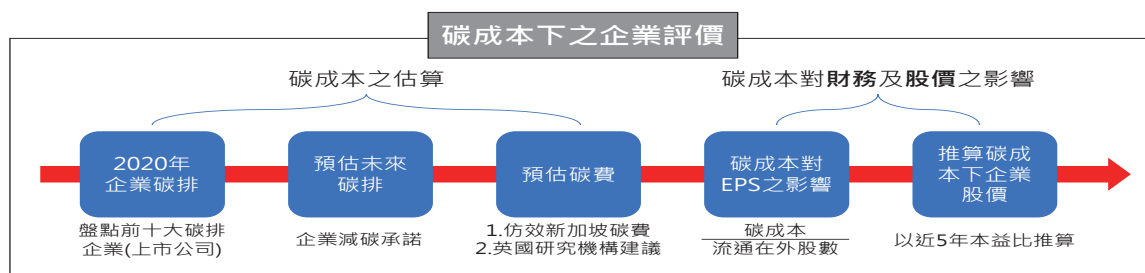 碳成本下之企業評價
碳成本之估算
碳成本對財務及股價之影響
2020年
企業碳排
預估未來
碳排
預估碳費
碳成本對
EPS之影響
推算碳成
本下企業
股價
盤點前十大碳排
企業(上市公司)
企業減碳承諾
1.仿效新加坡碳費
2.英國研究機構建議
碳成本
流通在外股數
以近5年本益比推算